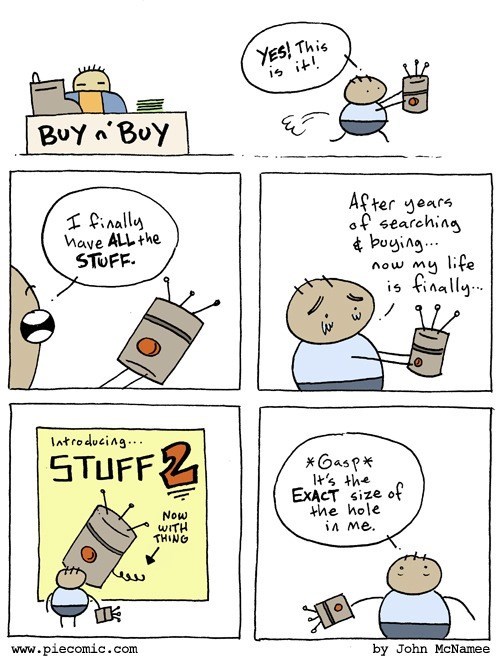 BUY n' BUY
YES! This
is it!
I finally
have ALL the
STUFF.
After years
of searching
& buying...
now my life
is finally...
Introducing...
STUFF 2
NOW
WITH
THING
*Gasp*
It's the
EXACT size of
the hole
in me.
www.piecomic.com
by John McNamee